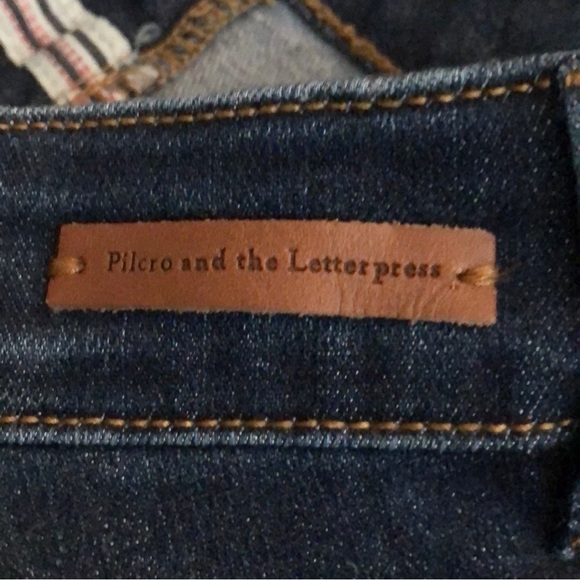 Pilcro and the Letterpress